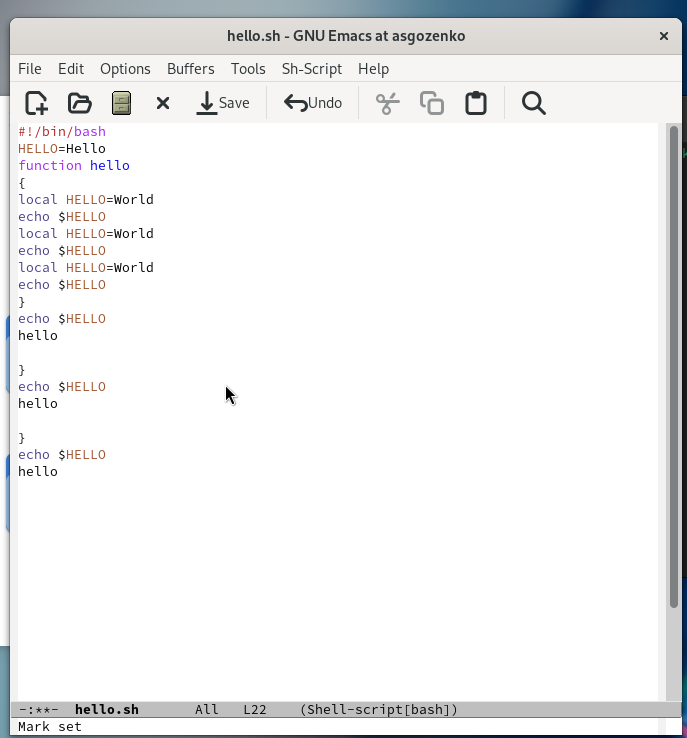 hello.sh - GNU Emacs at asgozenko
File Edit Options Buffers Tools Sh-Script Help
Save Undo
#!/bin/bash
HELLO=Hello
function hello
{
local HELLO=World
echo $HELLO
local HELLO=World
echo $HELLO
local HELLO=World
echo $HELLO
}
echo $HELLO
hello
}
echo $HELLO
hello
}
echo $HELLO
hello
-:**- hello.sh All L22 (Shell-script[bash])
Mark set